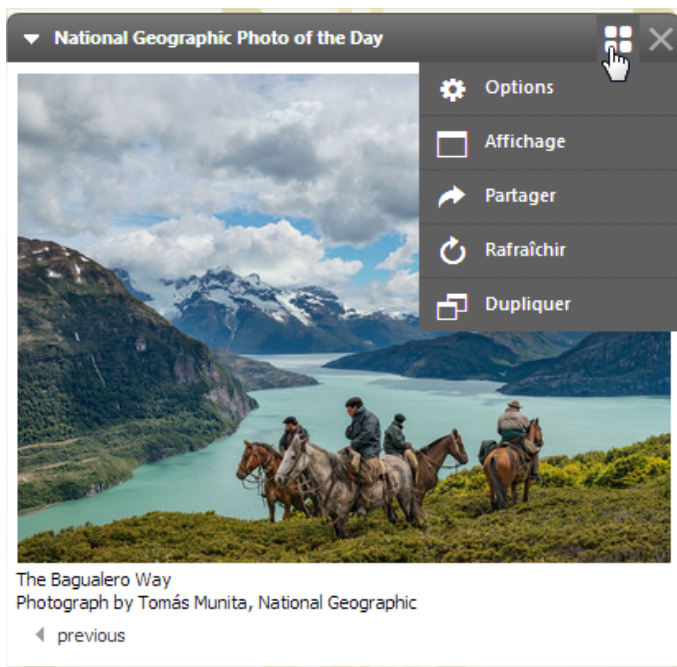 National Geographic Photo of the Day
Options
Affichage
Partager
Rafraîchir
Dupliquer
The Bagualero Way
Photograph by Tomás Munita, National Geographic
previous